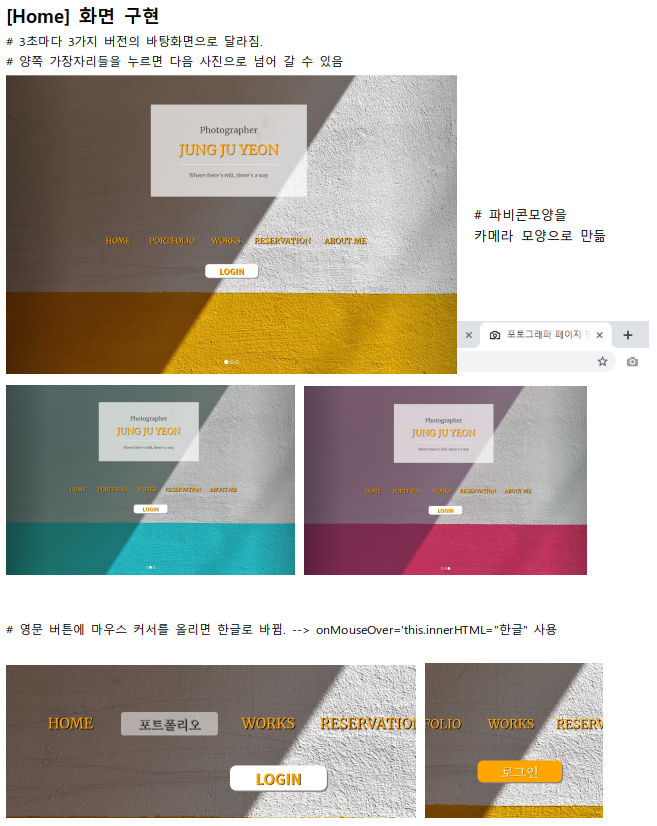 [Home] 화면 구현
# 3초마다 3가지 버전의 바탕화면으로 달라짐.
# 양쪽 가장자리들을 누르면 다음 사진으로 넘어 갈 수 있음
Photographer
JUNG JU YEON
Where there's will, there's a way
HOME PORTFOLIO WORKS RESERVATION ABOUT ME
LOGIN
# 파비콘모양을
카메라 모양으로 만듦
포토그래퍼 페이지
Photographer
JUNG JU YEON
Where there's will, there's a way
HOME PORTFOLIO WORKS RESERVATION ABOUT ME
LOGIN
Photographer
JUNG JU YEON
Where there's will, there's a way
HOME PORTFOLIO WORKS RESERVATION ABOUT ME
LOGIN
# 영문 버튼에 마우스 커서를 올리면 한글로 바뀜. --> onMouseOver='this.innerHTML="한글" 사용
HOME 포트폴리오 WORKS RESERVATION
LOGIN
FOLIO WORKS RESERV
로그인